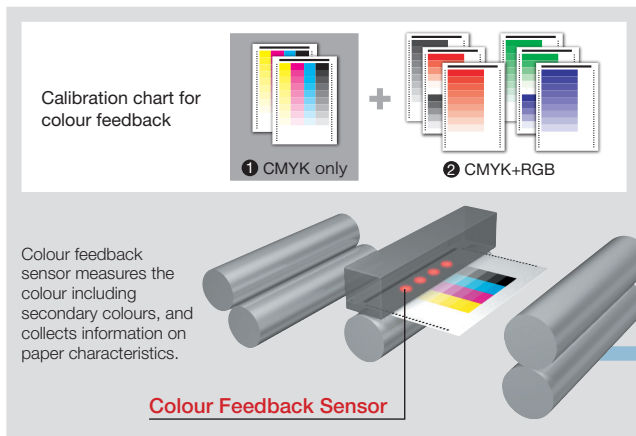 Calibration chart for
colour feedback
❶ CMYK only
❷ CMYK+RGB
Colour feedback
sensor measures the
colour including
secondary colours, and
collects information on
paper characteristics.
Colour Feedback Sensor